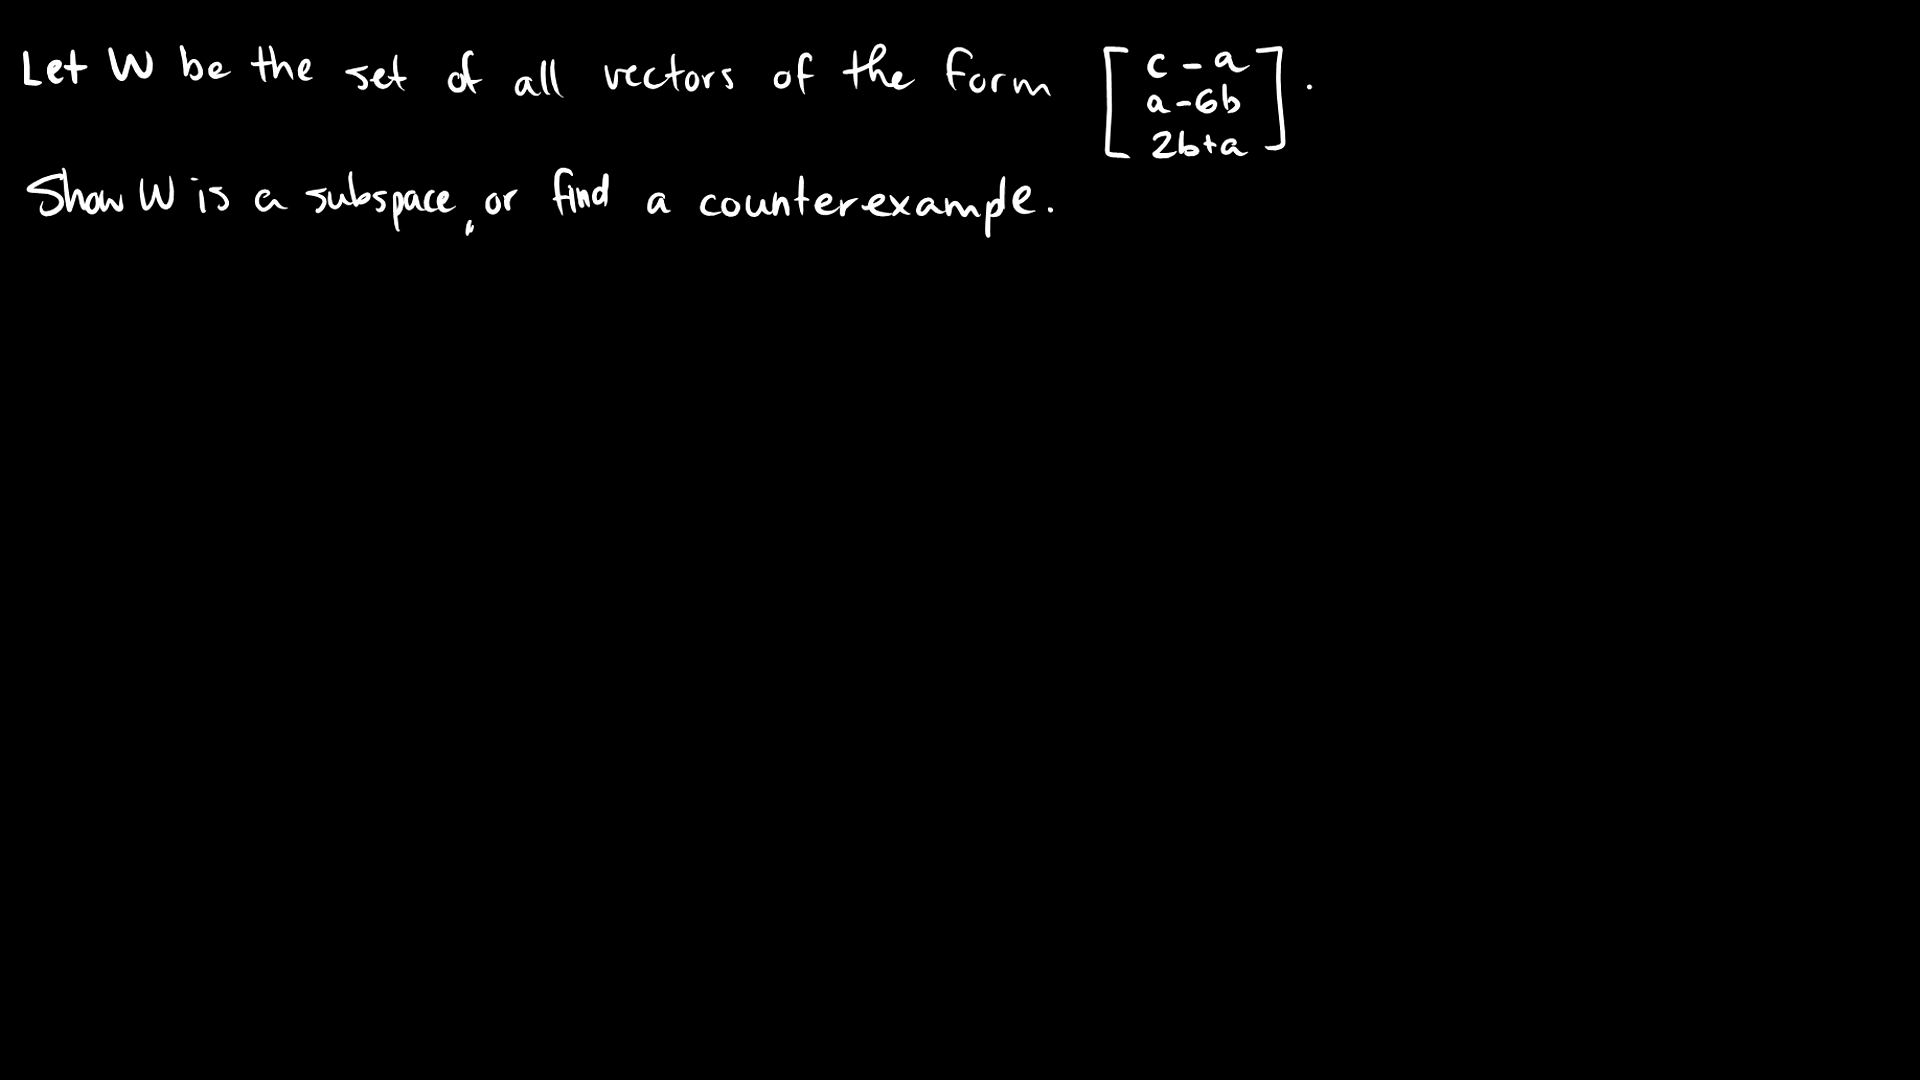 Let W be the set of all vectors of the form [c - a
a - 6b
2b + a].
Show W is a subspace, or find a counterexample.